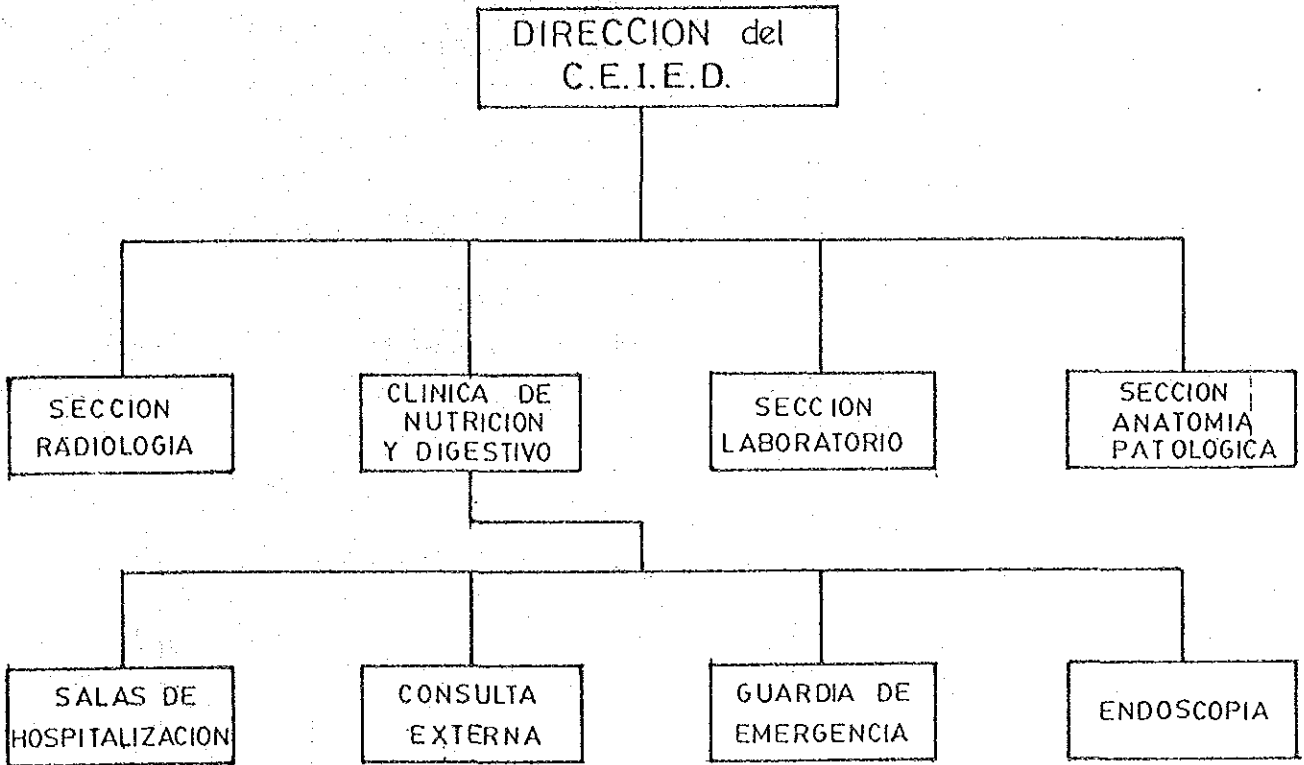 DIRECCION del
C.E.I.E.D.
SECCION
RADIOLOGIA
CLINICA DE
NUTRICION
Y DIGESTIVO
SECCION
LABORATORIO
SECCION
ANATOMIA
PATOLOGICA
SALAS DE
HOSPITALIZACION
CONSULTA
EXTERNA
GUARDIA DE
EMERGENCIA
ENDOSCOPIA